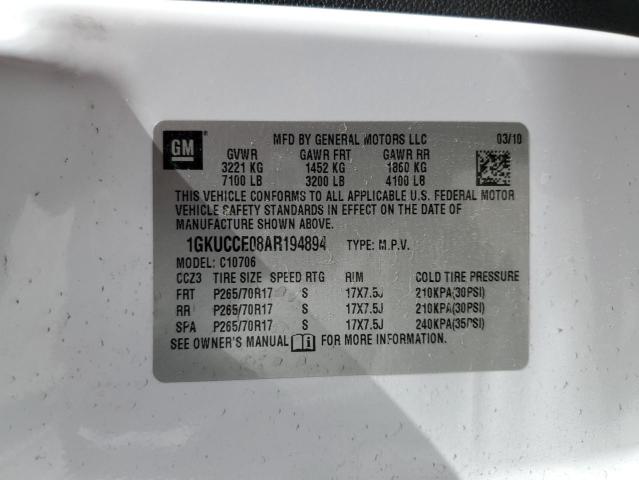 GM
MFD BY GENERAL MOTORS LLC 03/10
GVWR GAWR FRT GAWR RR
3221 KG 1452 KG 1860 KG
7100 LB 3200 LB 4100 LB
THIS VEHICLE CONFORMS TO ALL APPLICABLE U.S. FEDERAL MOTOR
VEHICLE SAFETY STANDARDS IN EFFECT ON THE DATE OF
MANUFACTURE SHOWN ABOVE.
1GKUCCE08AR194894 TYPE: M.P.V.
MODEL: C10706
CCZ3 TIRE SIZE SPEED RTG RIM COLD TIRE PRESSURE
FRT P265/70R17 S 17X7.5J 210KPA(30PSI)
RR P265/70R17 S 17X7.5J 210KPA(30PSI)
SPA P265/70R17 S 17X7.5J 240KPA(35PSI)
SEE OWNER'S MANUAL FOR MORE INFORMATION.